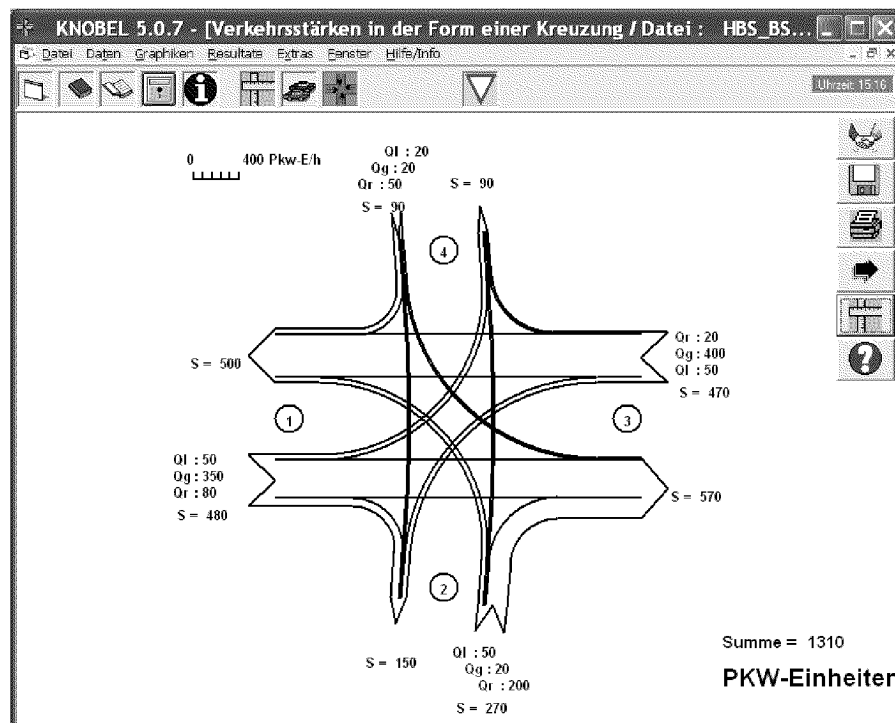 KNOBEL 5.0.7 - [Verkehrsstärken in der Form einer Kreuzung / Datei : HBS_BS...
Datei Daten Graphiken Resultate Extras Fenster Hilfe/Info
Uhrzeit 15:16
0 400 Pkw-E/h
Ql : 20
Qg : 20
Qr : 50
S = 90
S = 90
4
Qr : 20
Qg : 400
Ql : 50
S = 470
S = 500
1
3
Ql : 50
Qg : 350
Qr : 80
S = 480
S = 570
2
S = 150
Ql : 50
Qg : 20
Qr : 200
S = 270
Summe = 1310
PKW-Einheiten